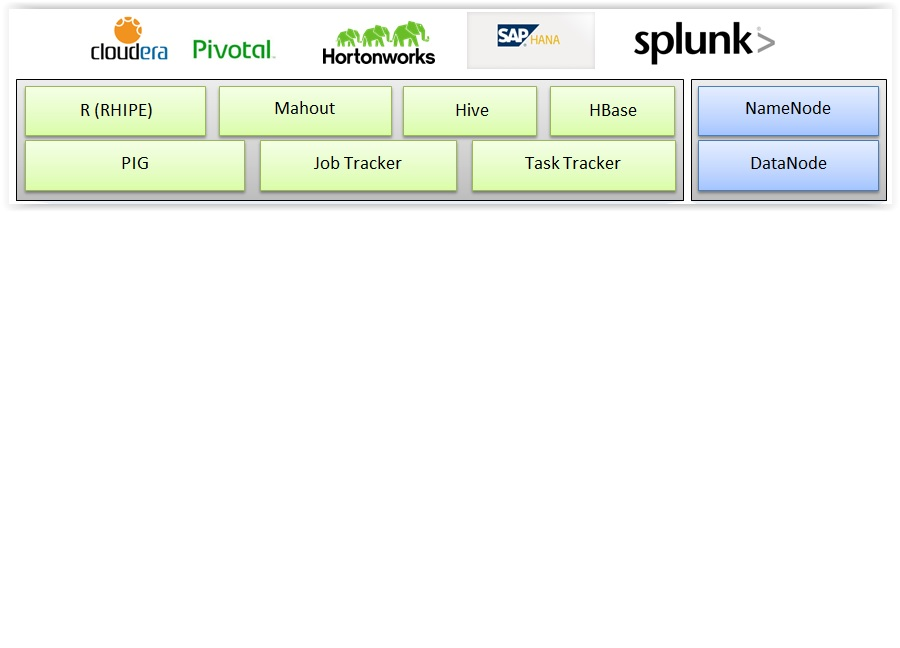 cloudera Pivotal Hortonworks SAP HANA splunk>
R (RHIPE) Mahout Hive HBase NameNode
PIG Job Tracker Task Tracker DataNode